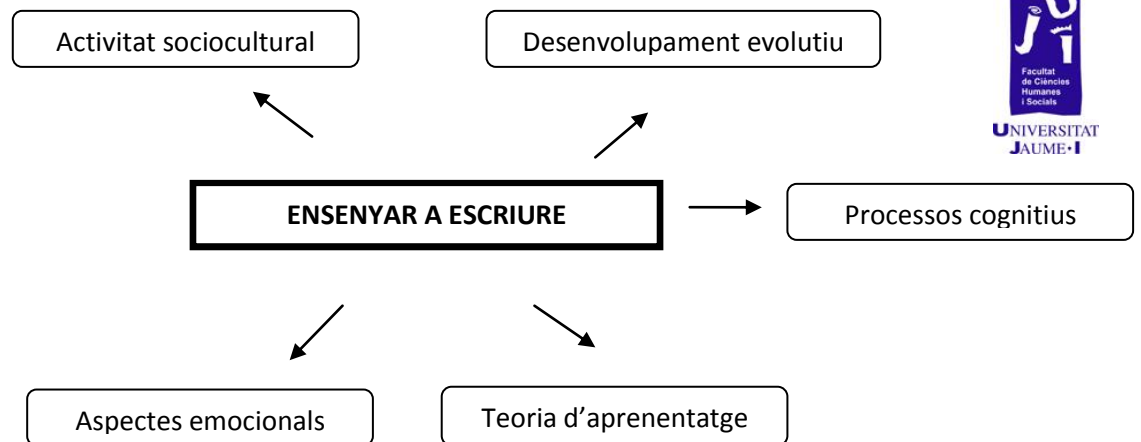 Activitat sociocultural
Desenvolupament evolutiu
UJI
Facultat
de Ciències
Humanes
i Socials
UNIVERSITAT
JAUME·I
ENSENYAR A ESCRIURE
Processos cognitius
Aspectes emocionals
Teoria d’aprenentatge